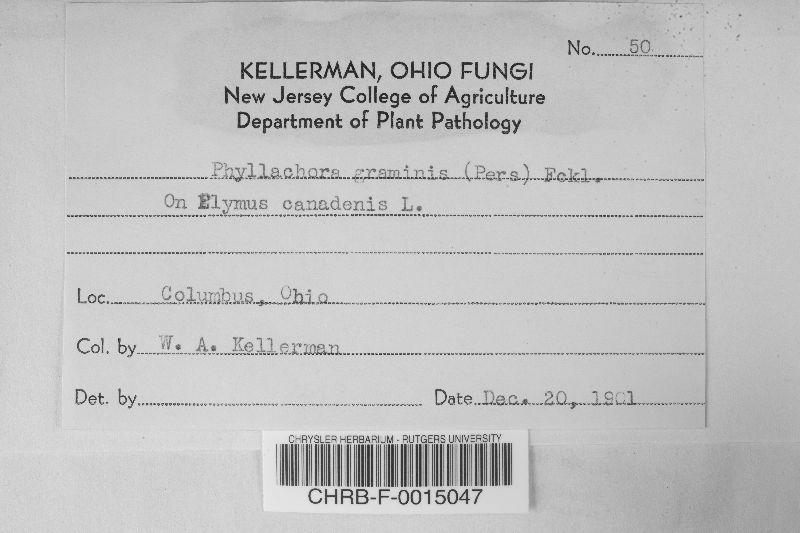 No. 50
KELLERMAN, OHIO FUNGI
New Jersey College of Agriculture
Department of Plant Pathology
Phyllachora graminis (Pers) Fckl.
On Elymus canadenis L.
Loc. Columbus, Ohio
Col. by W. A. Kellerman
Det. by
Date Dec. 20, 1901
CHRYSLER HERBARIUM - RUTGERS UNIVERSITY
CHRB-F-0015047